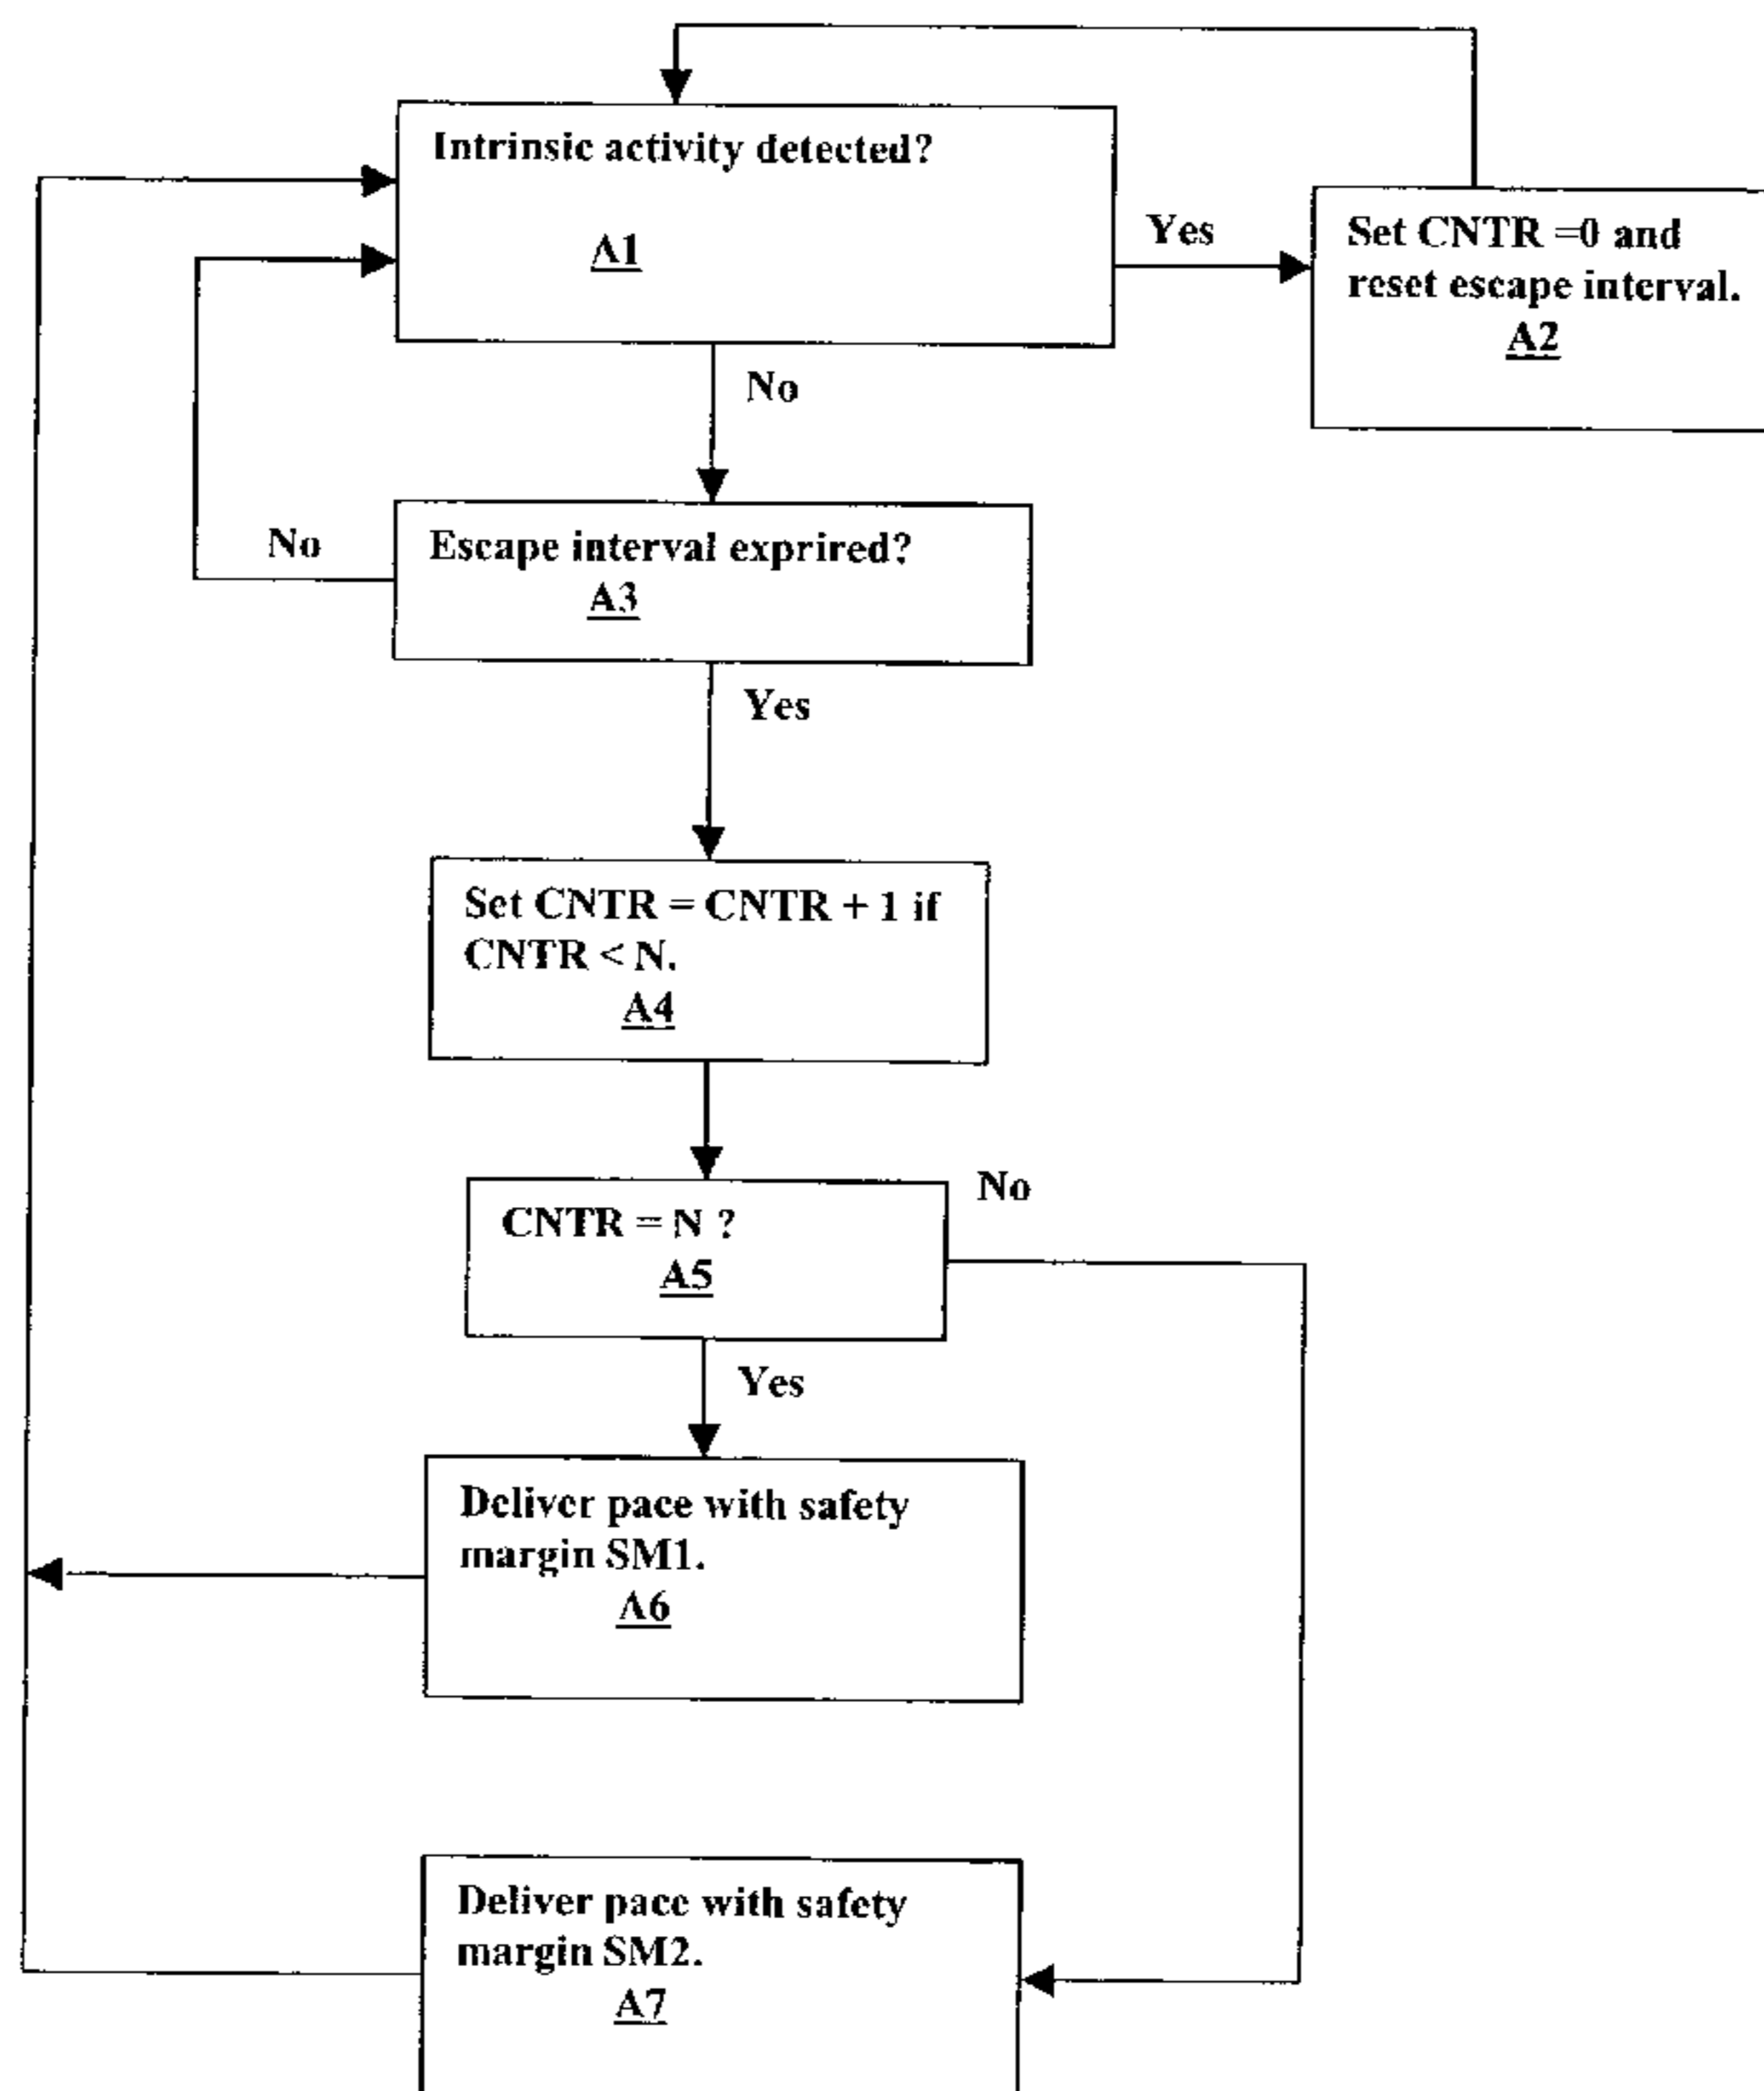 Intrinsic activity detected?
A1
Yes
Set CNTR =0 and
reset escape interval.
A2
No
No
Escape interval exprired?
A3
Yes
Set CNTR = CNTR + 1 if
CNTR < N.
A4
No
CNTR = N ?
A5
Yes
Deliver pace with safety
margin SM1.
A6
Deliver pace with safety
margin SM2.
A7